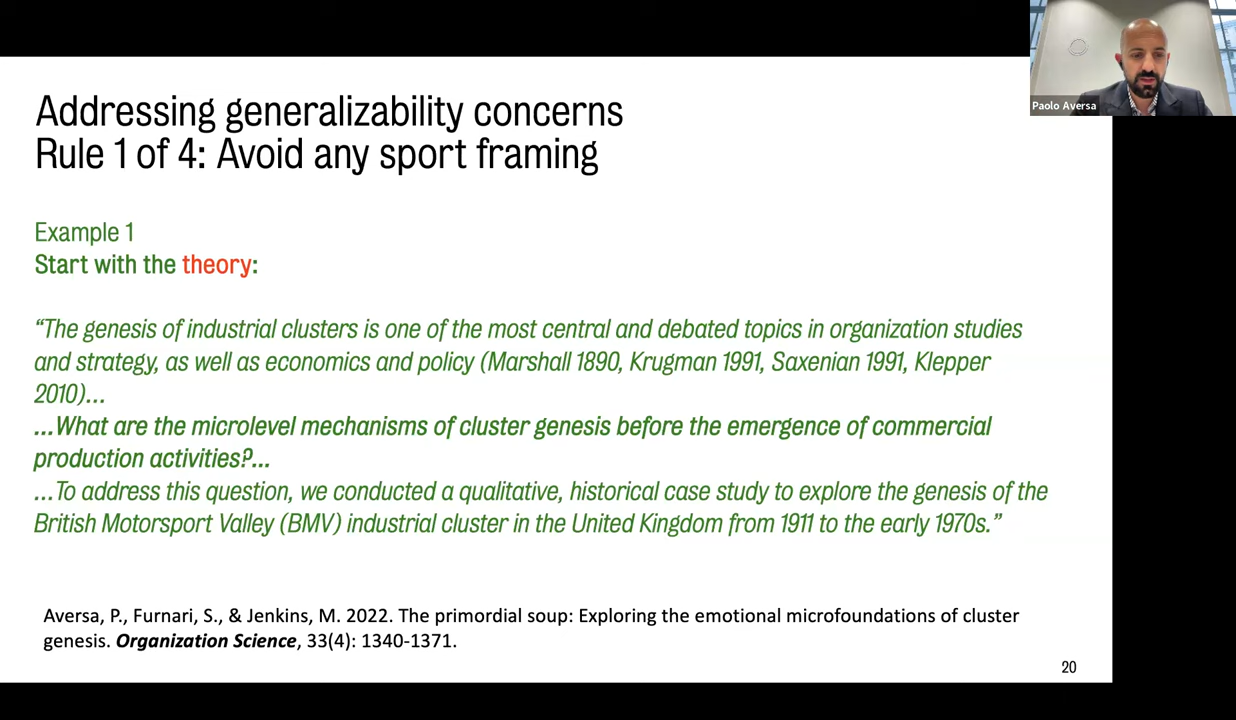 Addressing generalizability concerns
Rule 1 of 4: Avoid any sport framing
Example 1
Start with the theory:
“The genesis of industrial clusters is one of the most central and debated topics in organization studies
and strategy, as well as economics and policy (Marshall 1890, Krugman 1991, Saxenian 1991, Klepper
2010)…
…What are the microlevel mechanisms of cluster genesis before the emergence of commercial
production activities?…
…To address this question, we conducted a qualitative, historical case study to explore the genesis of the
British Motorsport Valley (BMV) industrial cluster in the United Kingdom from 1911 to the early 1970s.”
Aversa, P., Furnari, S., & Jenkins, M. 2022. The primordial soup: Exploring the emotional microfoundations of cluster
genesis. Organization Science, 33(4): 1340-1371.
20
Paolo Aversa